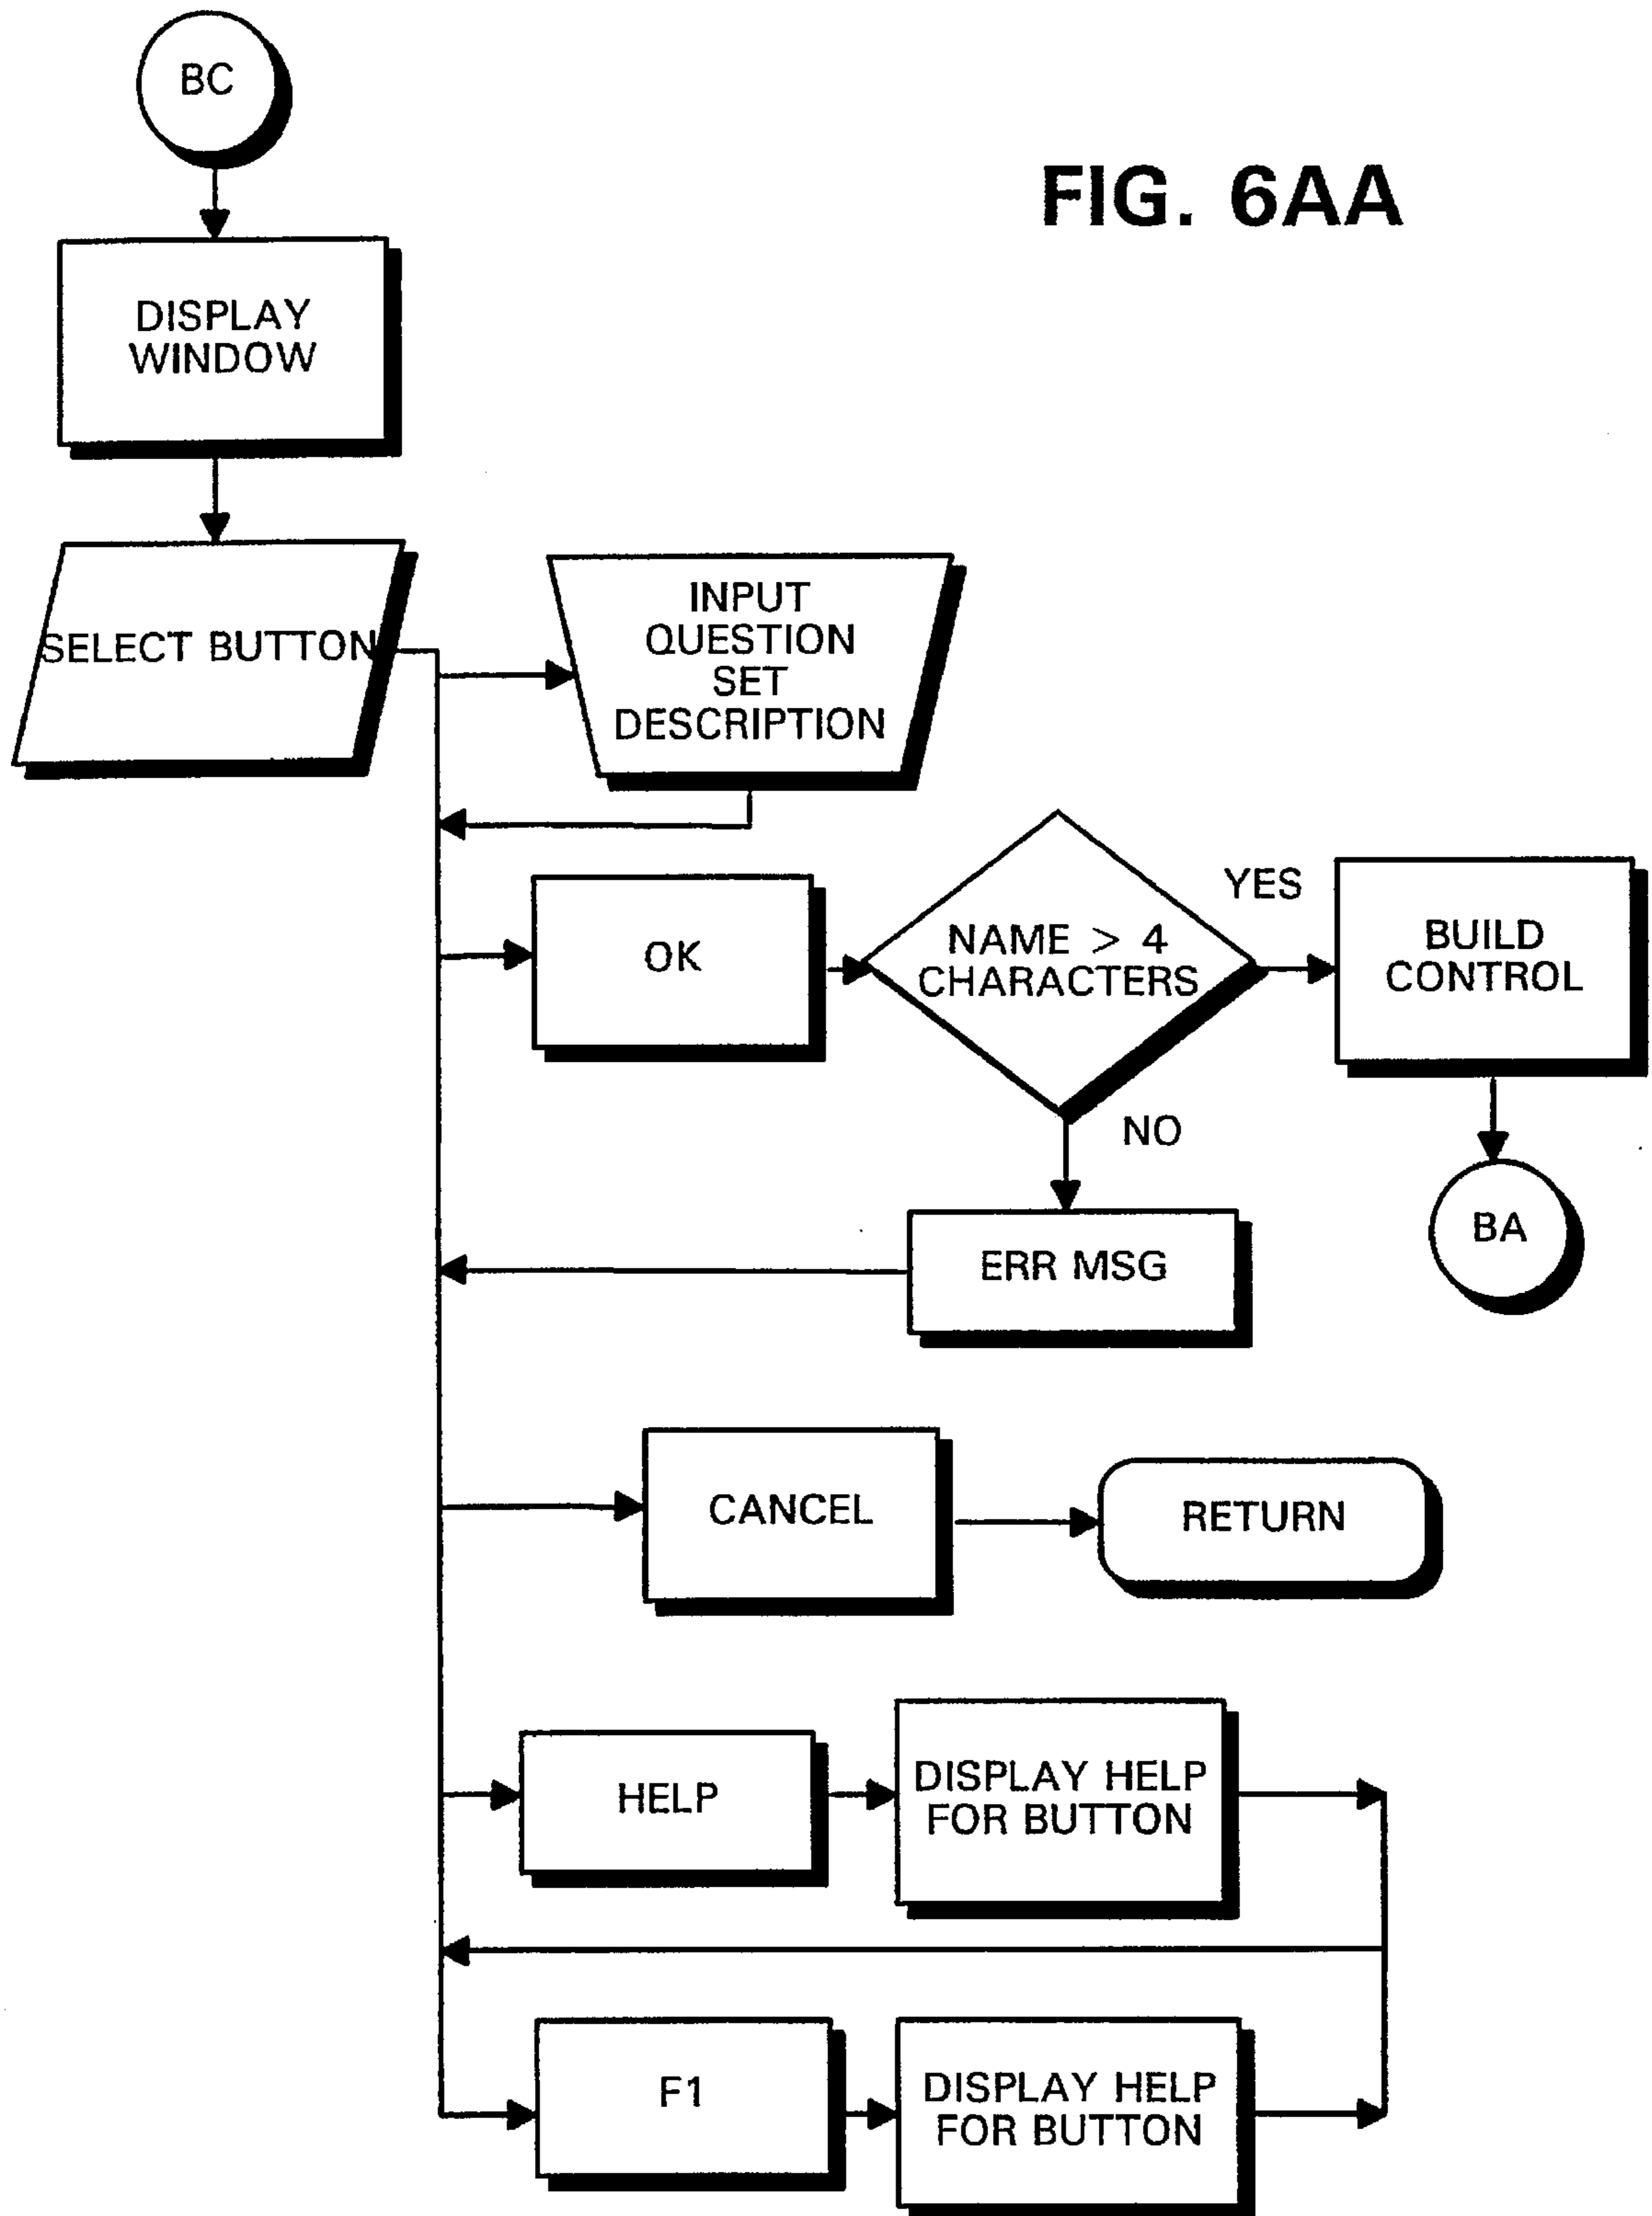 BC
FIG. 6AA
DISPLAY
WINDOW
SELECT BUTTON
INPUT
QUESTION
SET
DESCRIPTION
OK
NAME > 4
CHARACTERS
YES
BUILD
CONTROL
NO
BA
ERR MSG
CANCEL
RETURN
HELP
DISPLAY HELP
FOR BUTTON
F1
DISPLAY HELP
FOR BUTTON